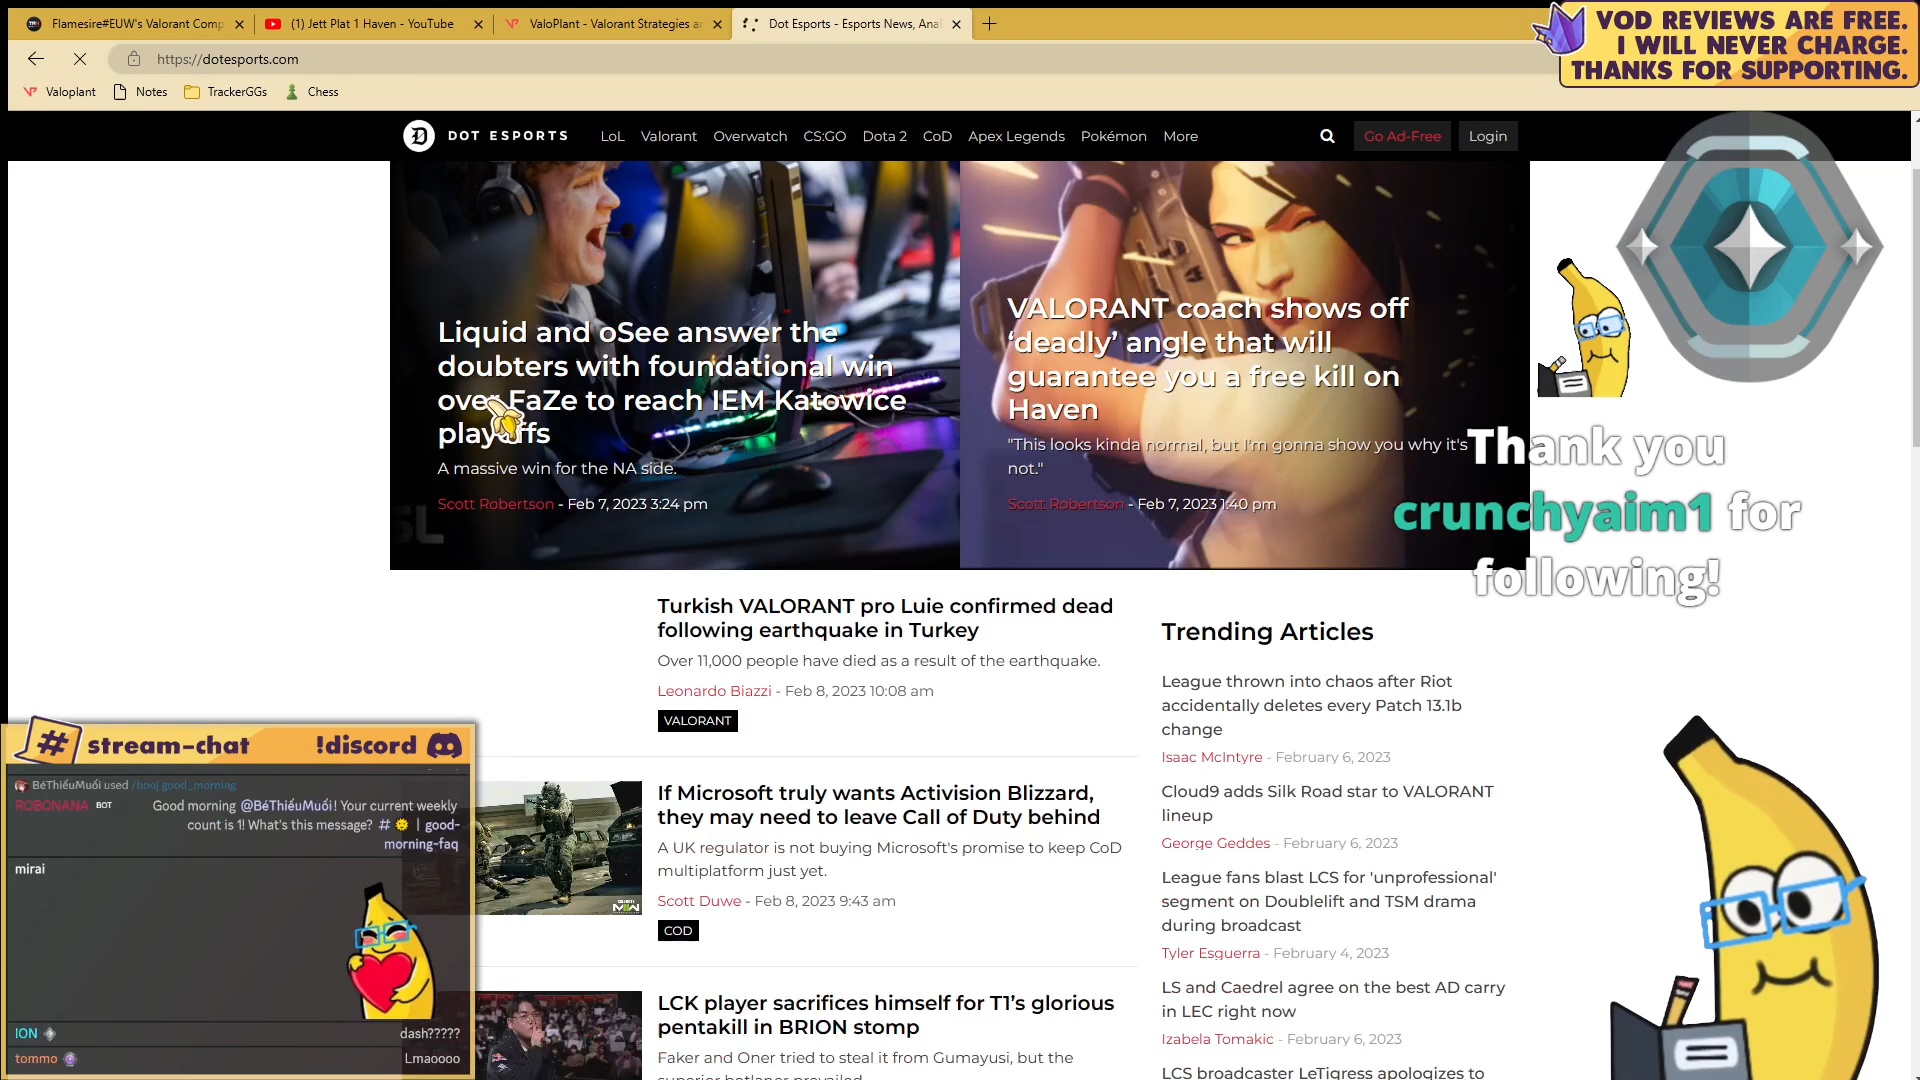 Flamesire#EUW's Valorant Comp
(1) Jett Plat 1 Haven - YouTube
ValoPlant - Valorant Strategies ar
Dot Esports - Esports News, Anal
https://dotesports.com
Valoplant
Notes
TrackerGGs
Chess
VOD REVIEWS ARE FREE.
I WILL NEVER CHARGE.
THANKS FOR SUPPORTING.
DOT ESPORTS
LoL
Valorant
Overwatch
CS:GO
Dota 2
CoD
Apex Legends
Pokémon
More
Go Ad-Free
Login
Liquid and oSee answer the
doubters with foundational win
over FaZe to reach IEM Katowice
playoffs
A massive win for the NA side.
Scott Robertson - Feb 7, 2023 3:24 pm
VALORANT coach shows off
‘deadly’ angle that will
guarantee you a free kill on
Haven
"This looks kinda normal, but I'm gonna show you why it's
not."
Scott Robertson - Feb 7, 2023 1:40 pm
Thank you
crunchyaim1 for
following!
Turkish VALORANT pro Luie confirmed dead
following earthquake in Turkey
Over 11,000 people have died as a result of the earthquake.
Leonardo Biazzi - Feb 8, 2023 10:08 am
VALORANT
If Microsoft truly wants Activision Blizzard,
they may need to leave Call of Duty behind
A UK regulator is not buying Microsoft's promise to keep CoD
multiplatform just yet.
Scott Duwe - Feb 8, 2023 9:43 am
COD
LCK player sacrifices himself for T1’s glorious
pentakill in BRION stomp
Faker and Oner tried to steal it from Gumayusi, but the
superior botlaner prevailed.
Trending Articles
League thrown into chaos after Riot
accidentally deletes every Patch 13.1b
change
Isaac McIntyre - February 6, 2023
Cloud9 adds Silk Road star to VALORANT
lineup
George Geddes - February 6, 2023
League fans blast LCS for 'unprofessional'
segment on Doublelift and TSM drama
during broadcast
Tyler Esguerra - February 4, 2023
LS and Caedrel agree on the best AD carry
in LEC right now
Izabela Tomakic - February 6, 2023
LCS broadcaster LeTigress apologizes to
# stream-chat
!discord
BéThiếuMuối used /hooj good_morning
ROBONANA BOT
Good morning @BéThiếuMuối! Your current weekly
count is 1! What's this message? # 🌞 | good-
morning-faq
mirai
ION
dash?????
tommo
Lmaoooo